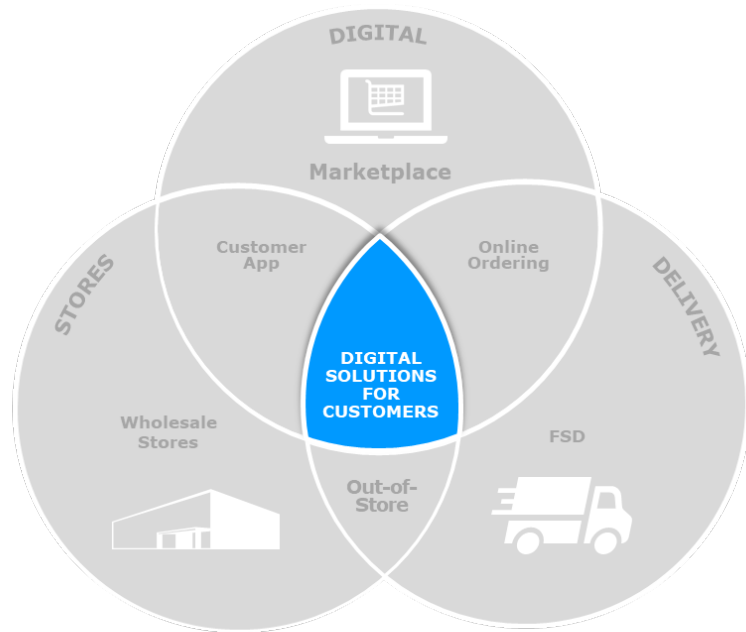 DIGITAL
Marketplace
Customer
App
Online
Ordering
STORES
DELIVERY
DIGITAL
SOLUTIONS
FOR
CUSTOMERS
Wholesale
Stores
FSD
Out-of-
Store